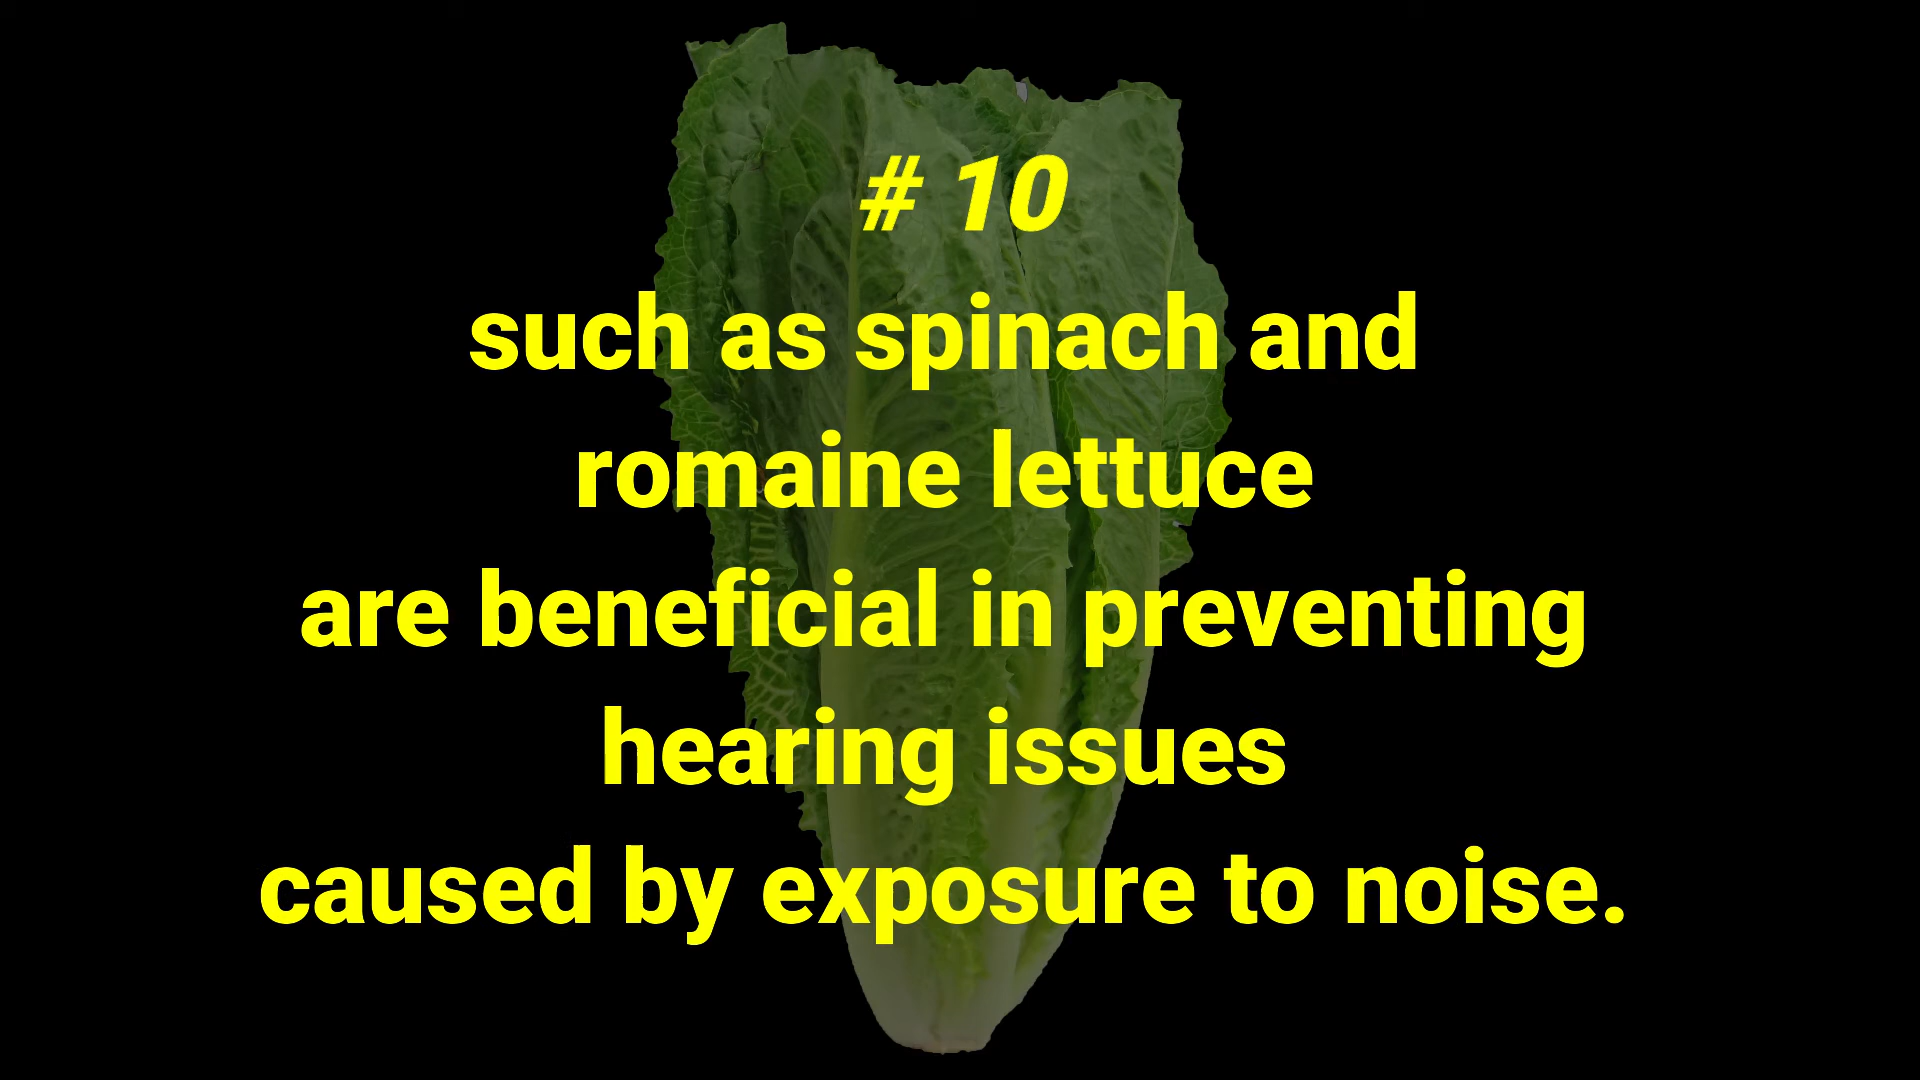 # 10
such as spinach and
romaine lettuce
are beneficial in preventing
hearing issues
caused by exposure to noise.